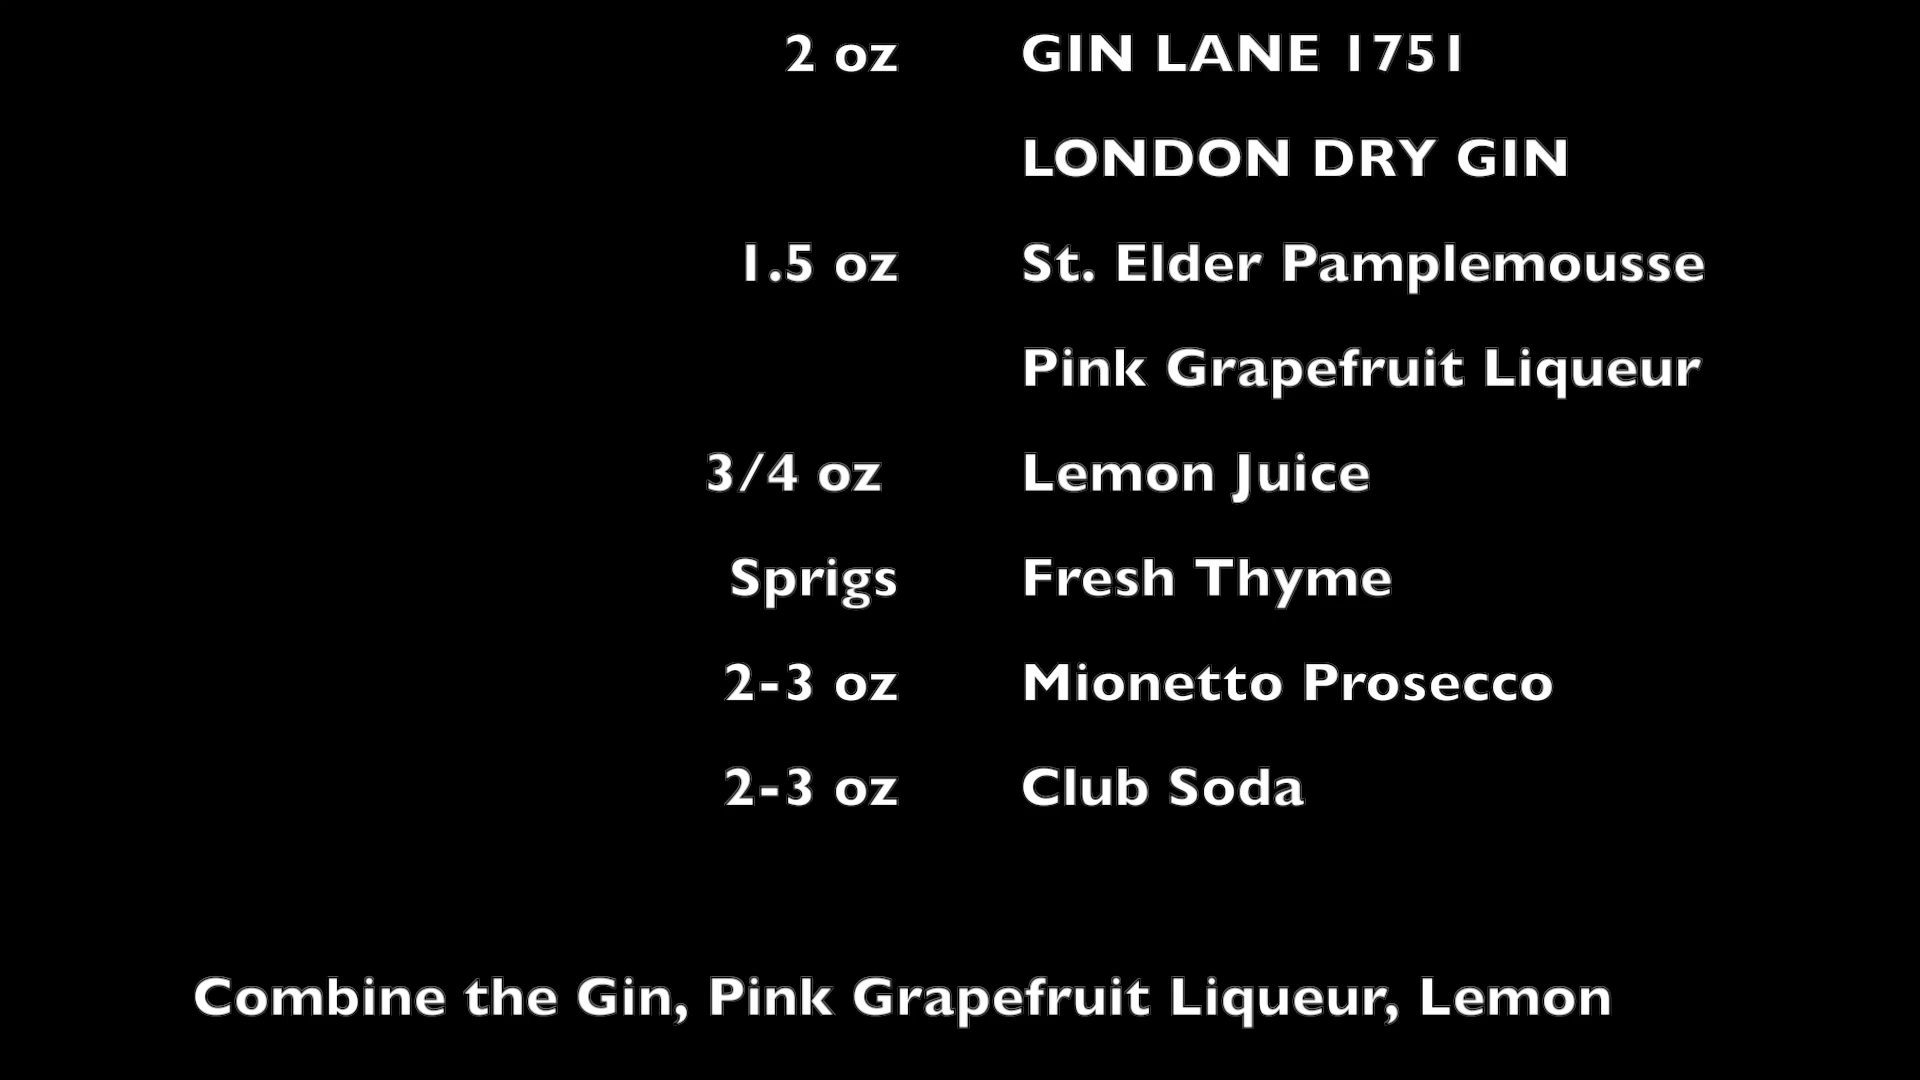 2 oz GIN LANE 1751
LONDON DRY GIN
1.5 oz St. Elder Pamplemousse
Pink Grapefruit Liqueur
3/4 oz Lemon Juice
Sprigs Fresh Thyme
2-3 oz Mionetto Prosecco
2-3 oz Club Soda
Combine the Gin, Pink Grapefruit Liqueur, Lemon